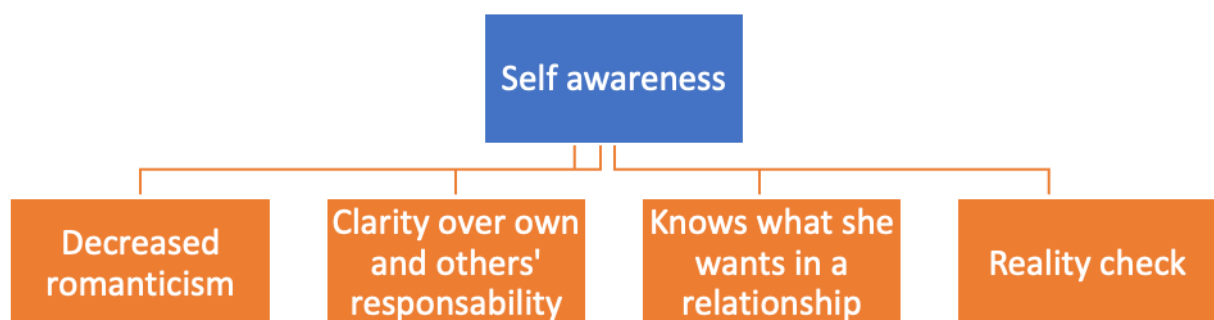 Self awareness
Decreased
romanticism
Clarity over own
and others'
responsability
Knows what she
wants in a
relationship
Reality check